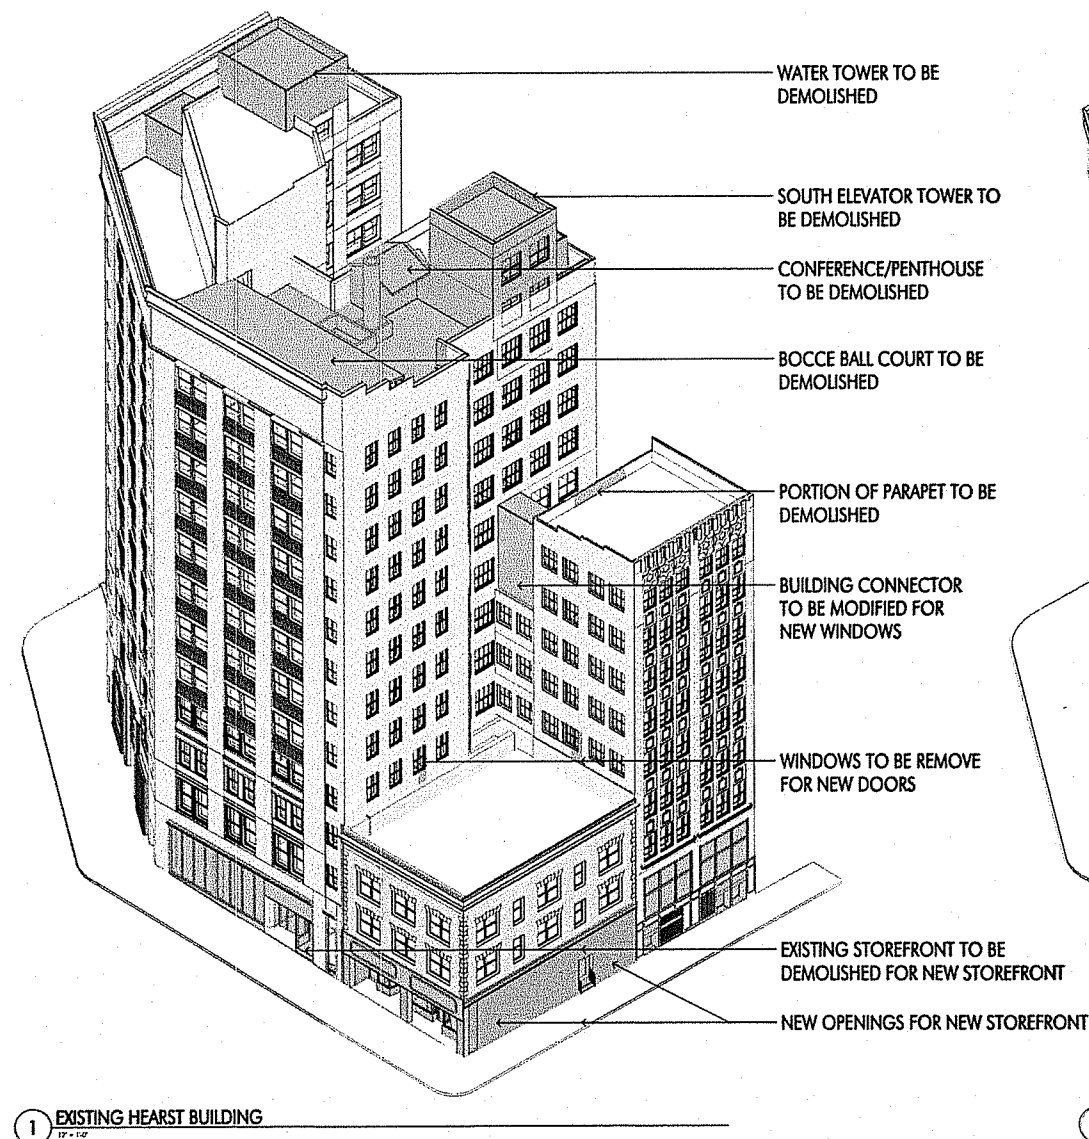 WATER TOWER TO BE
DEMOLISHED
SOUTH ELEVATOR TOWER TO
BE DEMOLISHED
CONFERENCE/PENTHOUSE
TO BE DEMOLISHED
BOCCE BALL COURT TO BE
DEMOLISHED
PORTION OF PARAPET TO BE
DEMOLISHED
BUILDING CONNECTOR
TO BE MODIFIED FOR
NEW WINDOWS
WINDOWS TO BE REMOVE
FOR NEW DOORS
EXISTING STOREFRONT TO BE
DEMOLISHED FOR NEW STOREFRONT
NEW OPENINGS FOR NEW STOREFRONT
1 EXISTING HEARST BUILDING